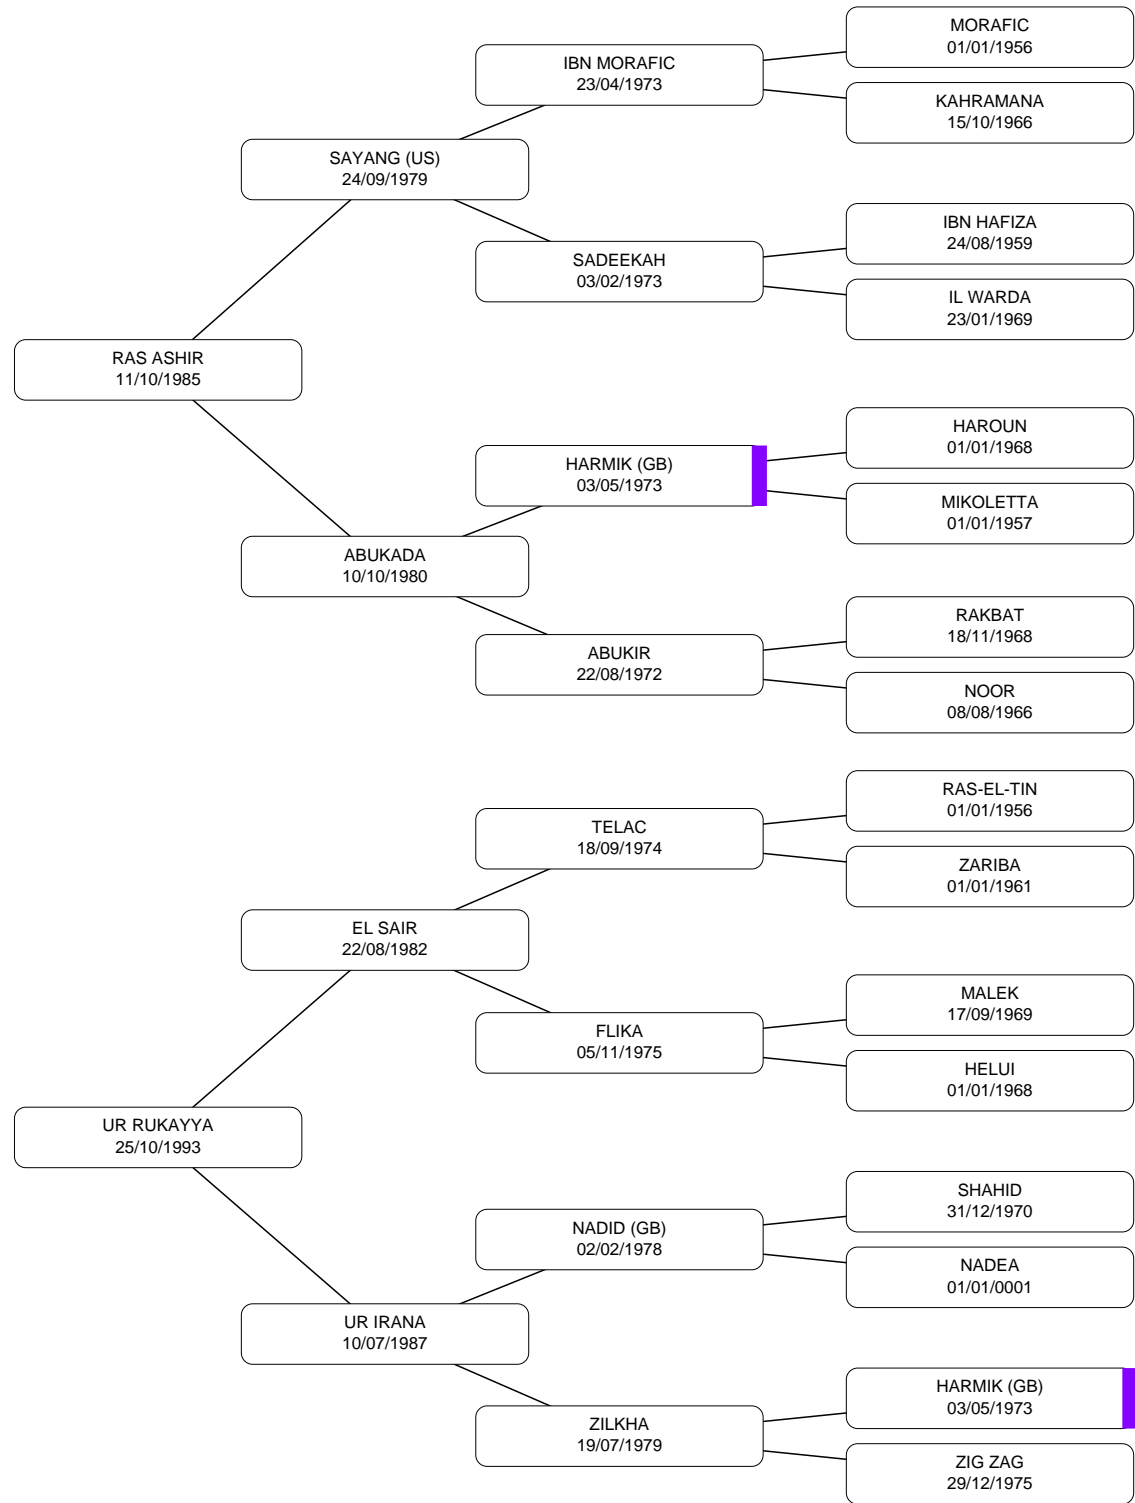 MORAFIC
01/01/1956
IBN MORAFIC
23/04/1973
KAHRAMANA
15/10/1966
SAYANG (US)
24/09/1979
IBN HAFIZA
24/08/1959
SADEEKAH
03/02/1973
IL WARDA
23/01/1969
RAS ASHIR
11/10/1985
HAROUN
01/01/1968
HARMIK (GB)
03/05/1973
MIKOLETTA
01/01/1957
ABUKADA
10/10/1980
RAKBAT
18/11/1968
ABUKIR
22/08/1972
NOOR
08/08/1966
RAS-EL-TIN
01/01/1956
TELAC
18/09/1974
ZARIBA
01/01/1961
EL SAIR
22/08/1982
MALEK
17/09/1969
FLIKA
05/11/1975
HELUI
01/01/1968
UR RUKAYYA
25/10/1993
SHAHID
31/12/1970
NADID (GB)
02/02/1978
NADEA
01/01/0001
UR IRANA
10/07/1987
HARMIK (GB)
03/05/1973
ZILKHA
19/07/1979
ZIG ZAG
29/12/1975